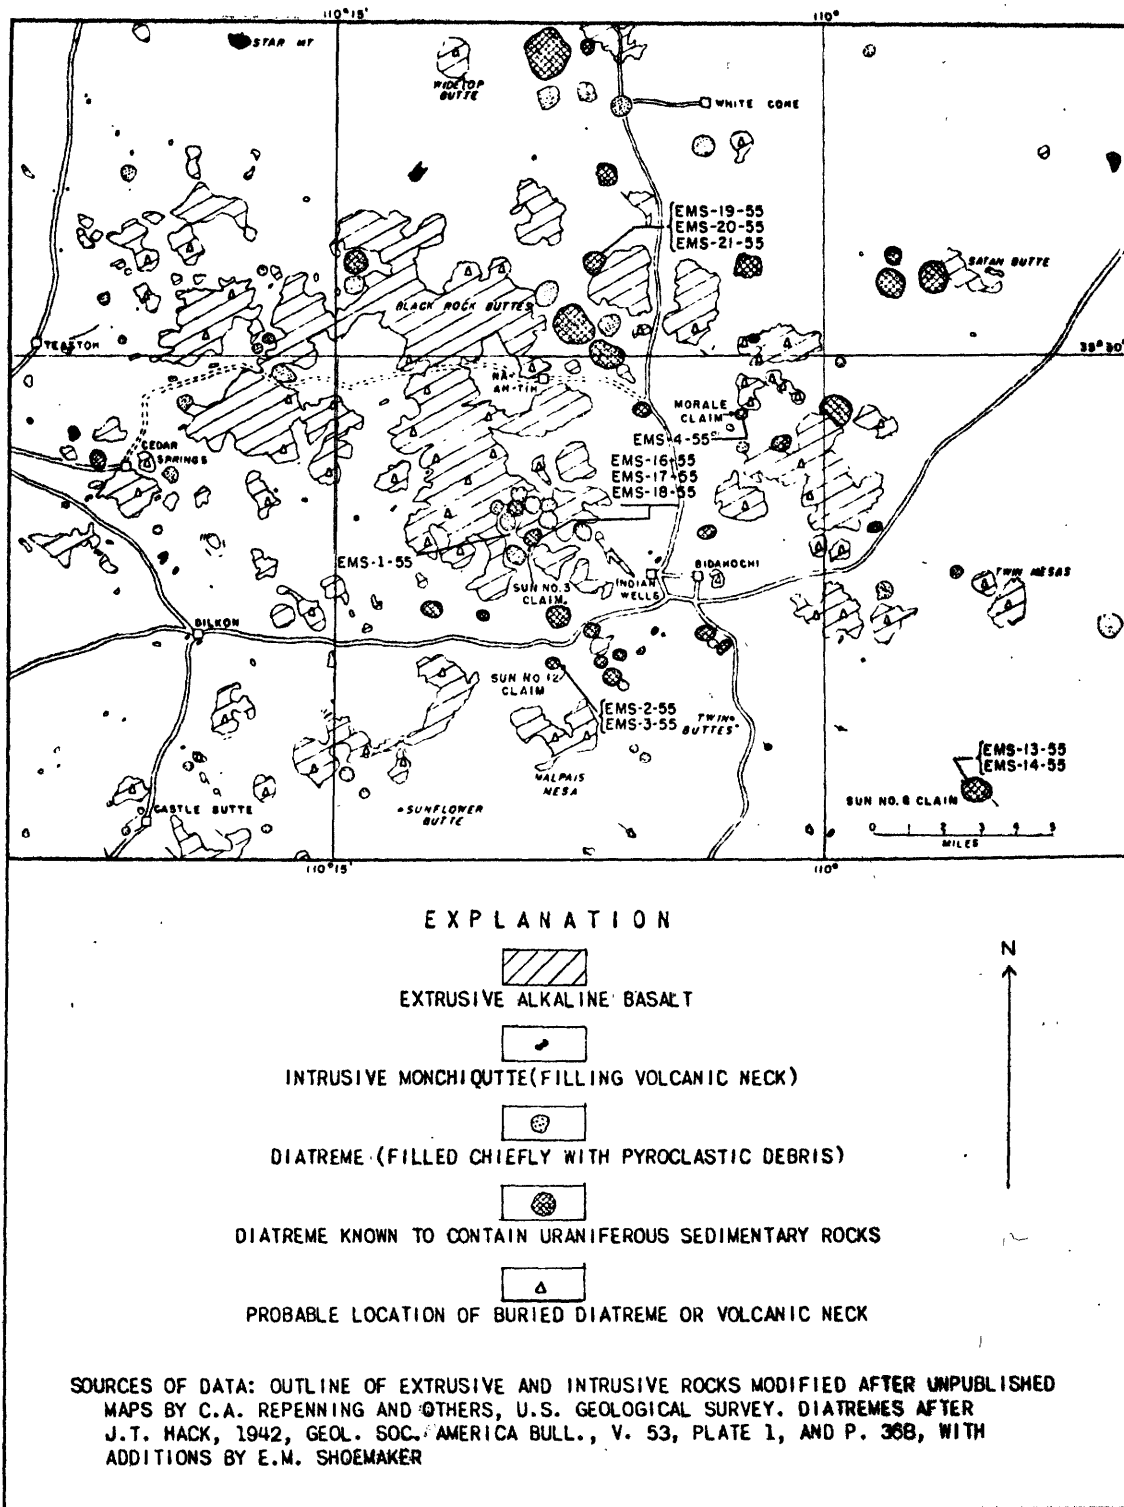 110°15'
110°
STAR MT
WIDETOP
BUTTE
WHITE CONE
EMS-19-55
EMS-20-55
EMS-21-55
SATAN BUTTE
BLACK ROCK BUTTES
TEASTOH
35°30'
NA-
AH-TIH
MORALE
CLAIM
EMS-4-55
CEDAR
SPRINGS
EMS-16-55
EMS-17-55
EMS-18-55
EMS-1-55
SUN NO.3
CLAIM
INDIAN
WELLS
BIDAHOCHI
TWIN MESAS
DILKON
SUN NO 12
CLAIM
EMS-2-55
EMS-3-55
TWIN
BUTTES
MALPAIS
MESA
EMS-13-55
EMS-14-55
SUN NO. 8 CLAIM
CASTLE BUTTE
SUNFLOWER
BUTTE
0 1 2 3 4 5
MILES
110°15'
110°
EXPLANATION
N
EXTRUSIVE ALKALINE BASALT
INTRUSIVE MONCHIQUTTE(FILLING VOLCANIC NECK)
DIATREME (FILLED CHIEFLY WITH PYROCLASTIC DEBRIS)
DIATREME KNOWN TO CONTAIN URANIFEROUS SEDIMENTARY ROCKS
PROBABLE LOCATION OF BURIED DIATREME OR VOLCANIC NECK
SOURCES OF DATA: OUTLINE OF EXTRUSIVE AND INTRUSIVE ROCKS MODIFIED AFTER UNPUBLISHED
MAPS BY C.A. REPENNING AND OTHERS, U.S. GEOLOGICAL SURVEY. DIATREMES AFTER
J.T. HACK, 1942, GEOL. SOC. AMERICA BULL., V. 53, PLATE 1, AND P. 368, WITH
ADDITIONS BY E.M. SHOEMAKER